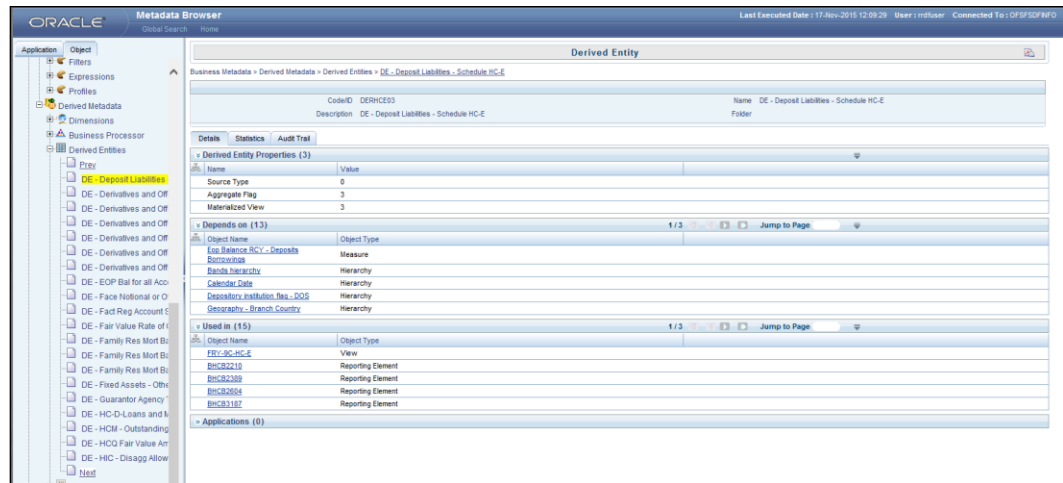 ORACLE Metadata Browser
Last Executed Date : 17-Nov-2015 12:09:29 User : mdfuser Connected To : OFSFSDFINFO
Global Search Home
Application Object
Filters
Expressions
Profiles
Derived Metadata
Dimensions
Business Processor
Derived Entities
Prev
DE - Deposit Liabilities
DE - Derivatives and Off
DE - Derivatives and Off
DE - Derivatives and Off
DE - Derivatives and Off
DE - Derivatives and Off
DE - Derivatives and Off
DE - EOP Bal for all Acc
DE - Face Notional or O
DE - Fact Reg Account S
DE - Fair Value Rate of
DE - Family Res Mort Ba
DE - Family Res Mort Ba
DE - Family Res Mort Ba
DE - Fixed Assets - Othe
DE - Guarantor Agency
DE - HC-D-Loans and M
DE - HCM - Outstanding
DE - HCQ Fair Value Am
DE - HIC - Disagg Allow
Next
Derived Entity
Business Metadata > Derived Metadata > Derived Entities > DE - Deposit Liabilities - Schedule HC-E
Code/ID DERHCE03
Name DE - Deposit Liabilities - Schedule HC-E
Description DE - Deposit Liabilities - Schedule HC-E
Folder
Details Statistics Audit Trail
Derived Entity Properties (3)
Name Value
Source Type 0
Aggregate Flag 3
Materialized View 3
Depends on (13) 1 / 3 Jump to Page
Object Name Object Type
Eop Balance RCY - Deposits Borrowings Measure
Bands hierarchy Hierarchy
Calendar Date Hierarchy
Depository institution flag - DOS Hierarchy
Geography - Branch Country Hierarchy
Used in (15) 1 / 3 Jump to Page
Object Name Object Type
FRY-9C-HC-E View
BHCB2210 Reporting Element
BHCB2389 Reporting Element
BHCB2604 Reporting Element
BHCB3187 Reporting Element
Applications (0)